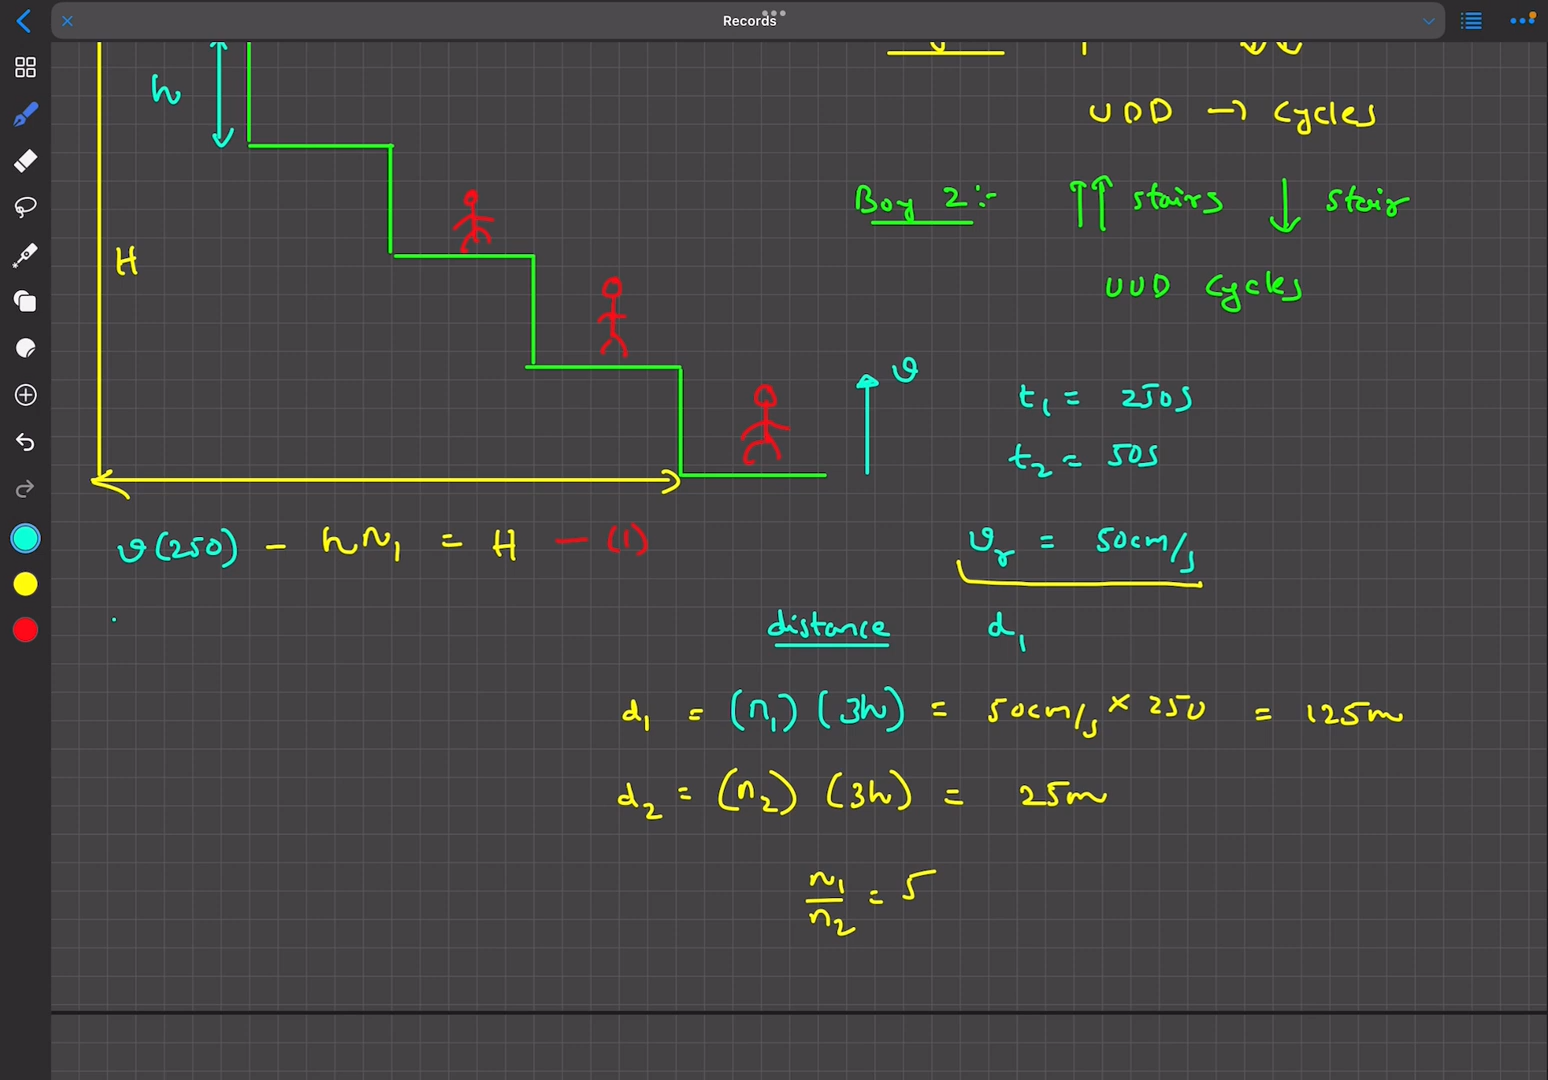 Records
h
UDD → Cycles
Boy 2:- ↑↑ stairs ↓ stair
H
UUD Cycles
v
t₁ = 250s
t₂ = 50s
v(250) - hn₁ = H — (1)
vᵣ = 50cm/s
distance d₁
d₁ = (n₁) (3h) = 50cm/s × 250 = 125m
d₂ = (n₂) (3h) = 25m
n₁/n₂ = 5